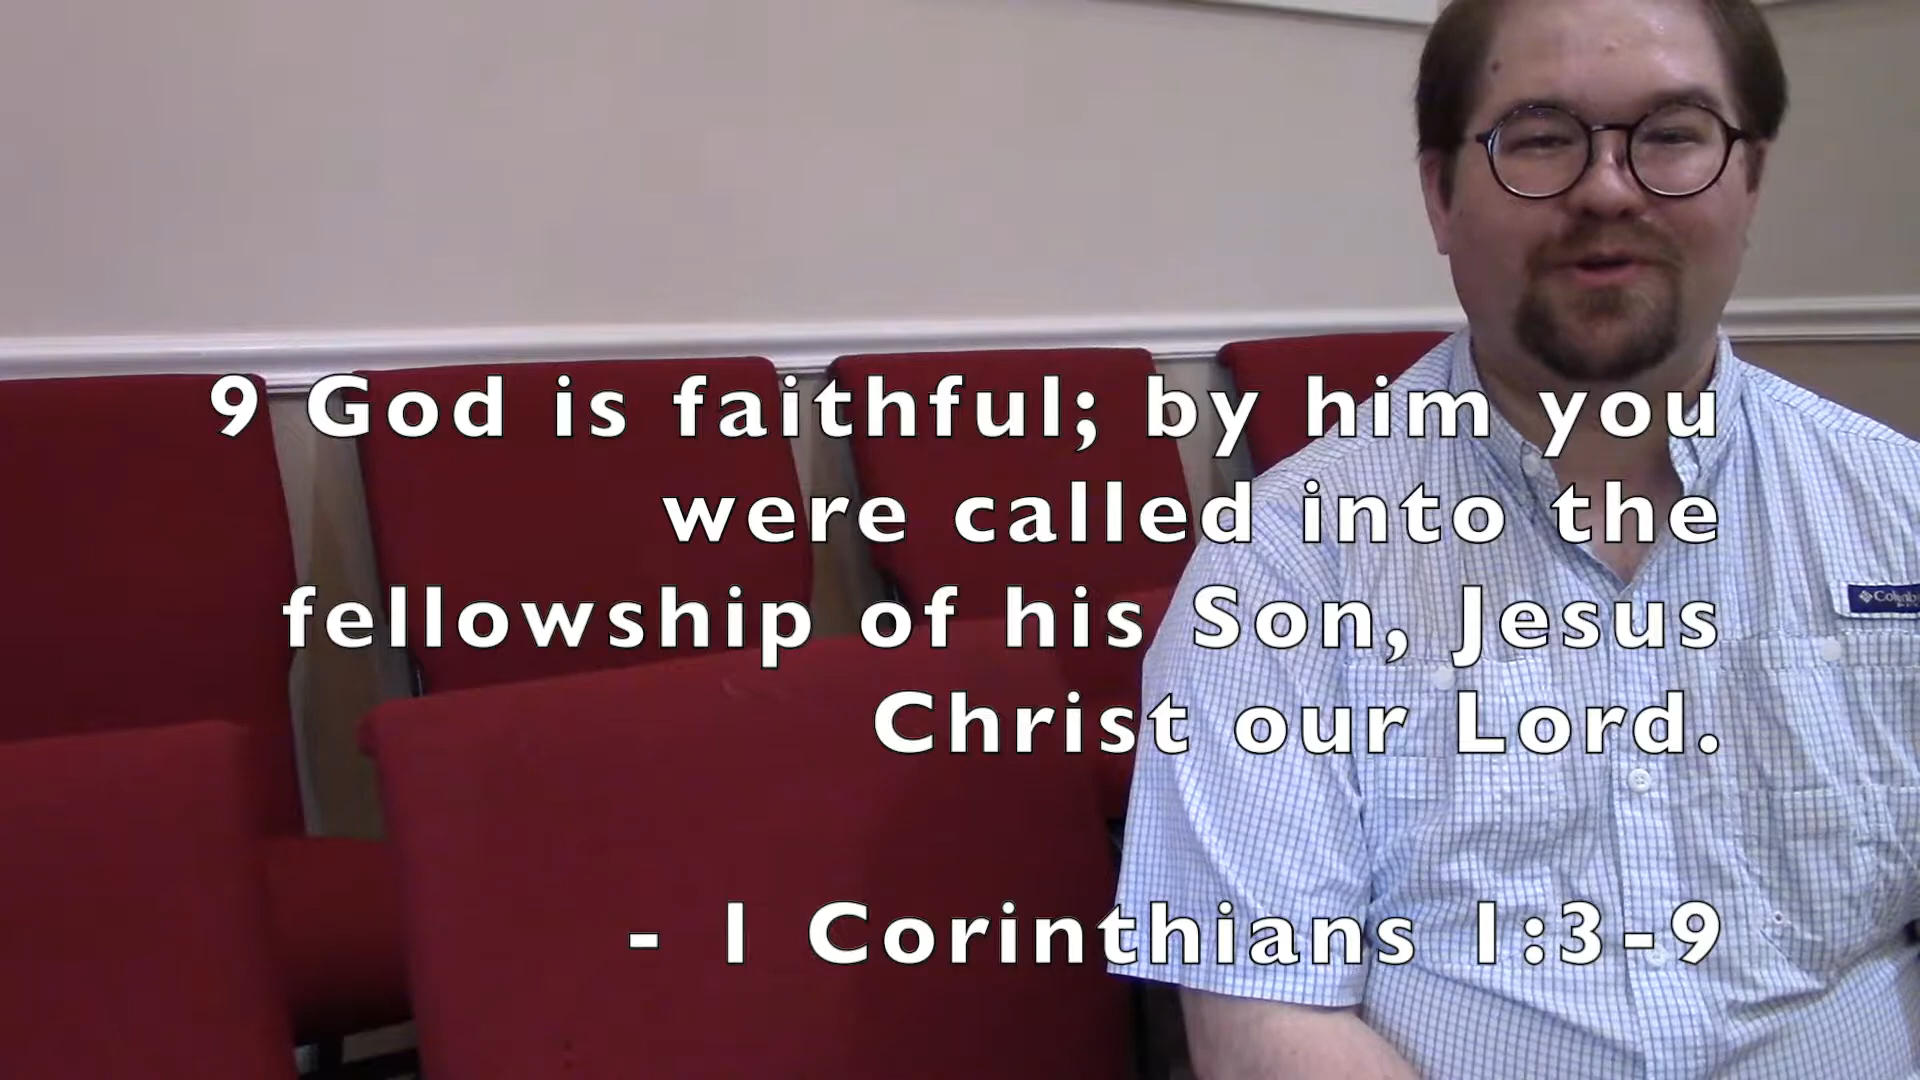 9 God is faithful; by him you
were called into the
fellowship of his Son, Jesus
Christ our Lord.
- 1 Corinthians 1:3-9